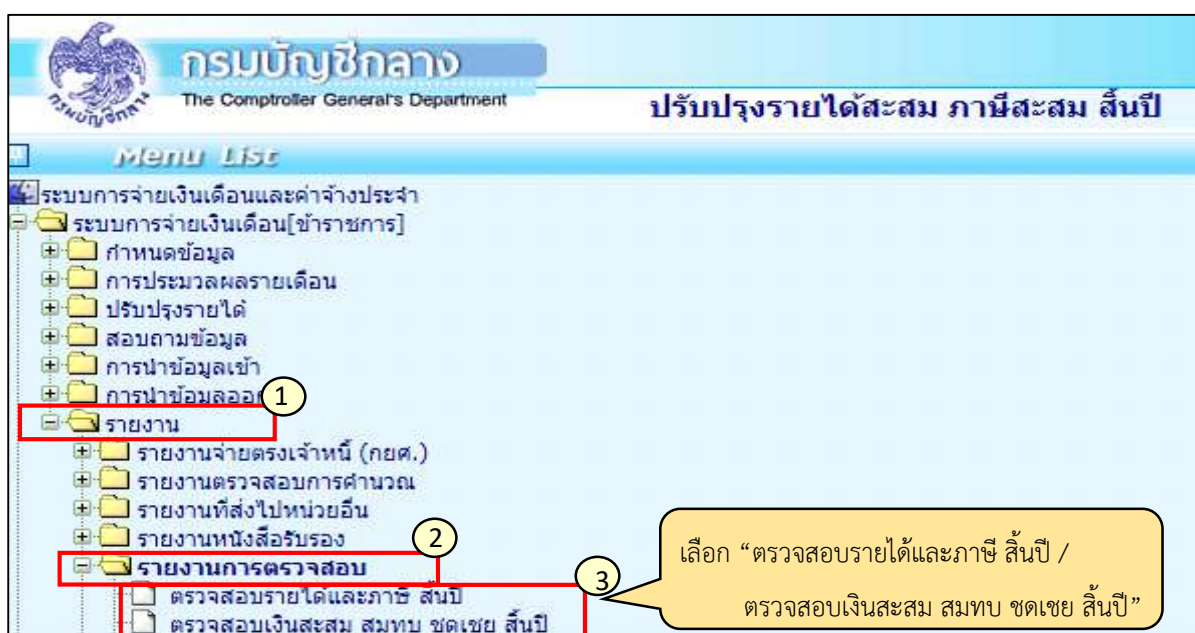 กรมบัญชีกลาง
The Comptroller General's Department
กรมบัญชีกลาง
ปรับปรุงรายได้สะสม ภาษีสะสม สิ้นปี
Menu List
ระบบการจ่ายเงินเดือนและค่าจ้างประจำ
ระบบการจ่ายเงินเดือน[ข้าราชการ]
กำหนดข้อมูล
การประมวลผลรายเดือน
ปรับปรุงรายได้
สอบถามข้อมูล
การนำข้อมูลเข้า
การนำข้อมูลออก
1
รายงาน
รายงานจ่ายตรงเจ้าหนี้ (กยศ.)
รายงานตรวจสอบการคำนวณ
รายงานที่ส่งไปหน่วยอื่น
รายงานหนังสือรับรอง
2
รายงานการตรวจสอบ
3
ตรวจสอบรายได้และภาษี สิ้นปี
ตรวจสอบเงินสะสม สมทบ ชดเชย สิ้นปี
เลือก “ตรวจสอบรายได้และภาษี สิ้นปี /
ตรวจสอบเงินสะสม สมทบ ชดเชย สิ้นปี”